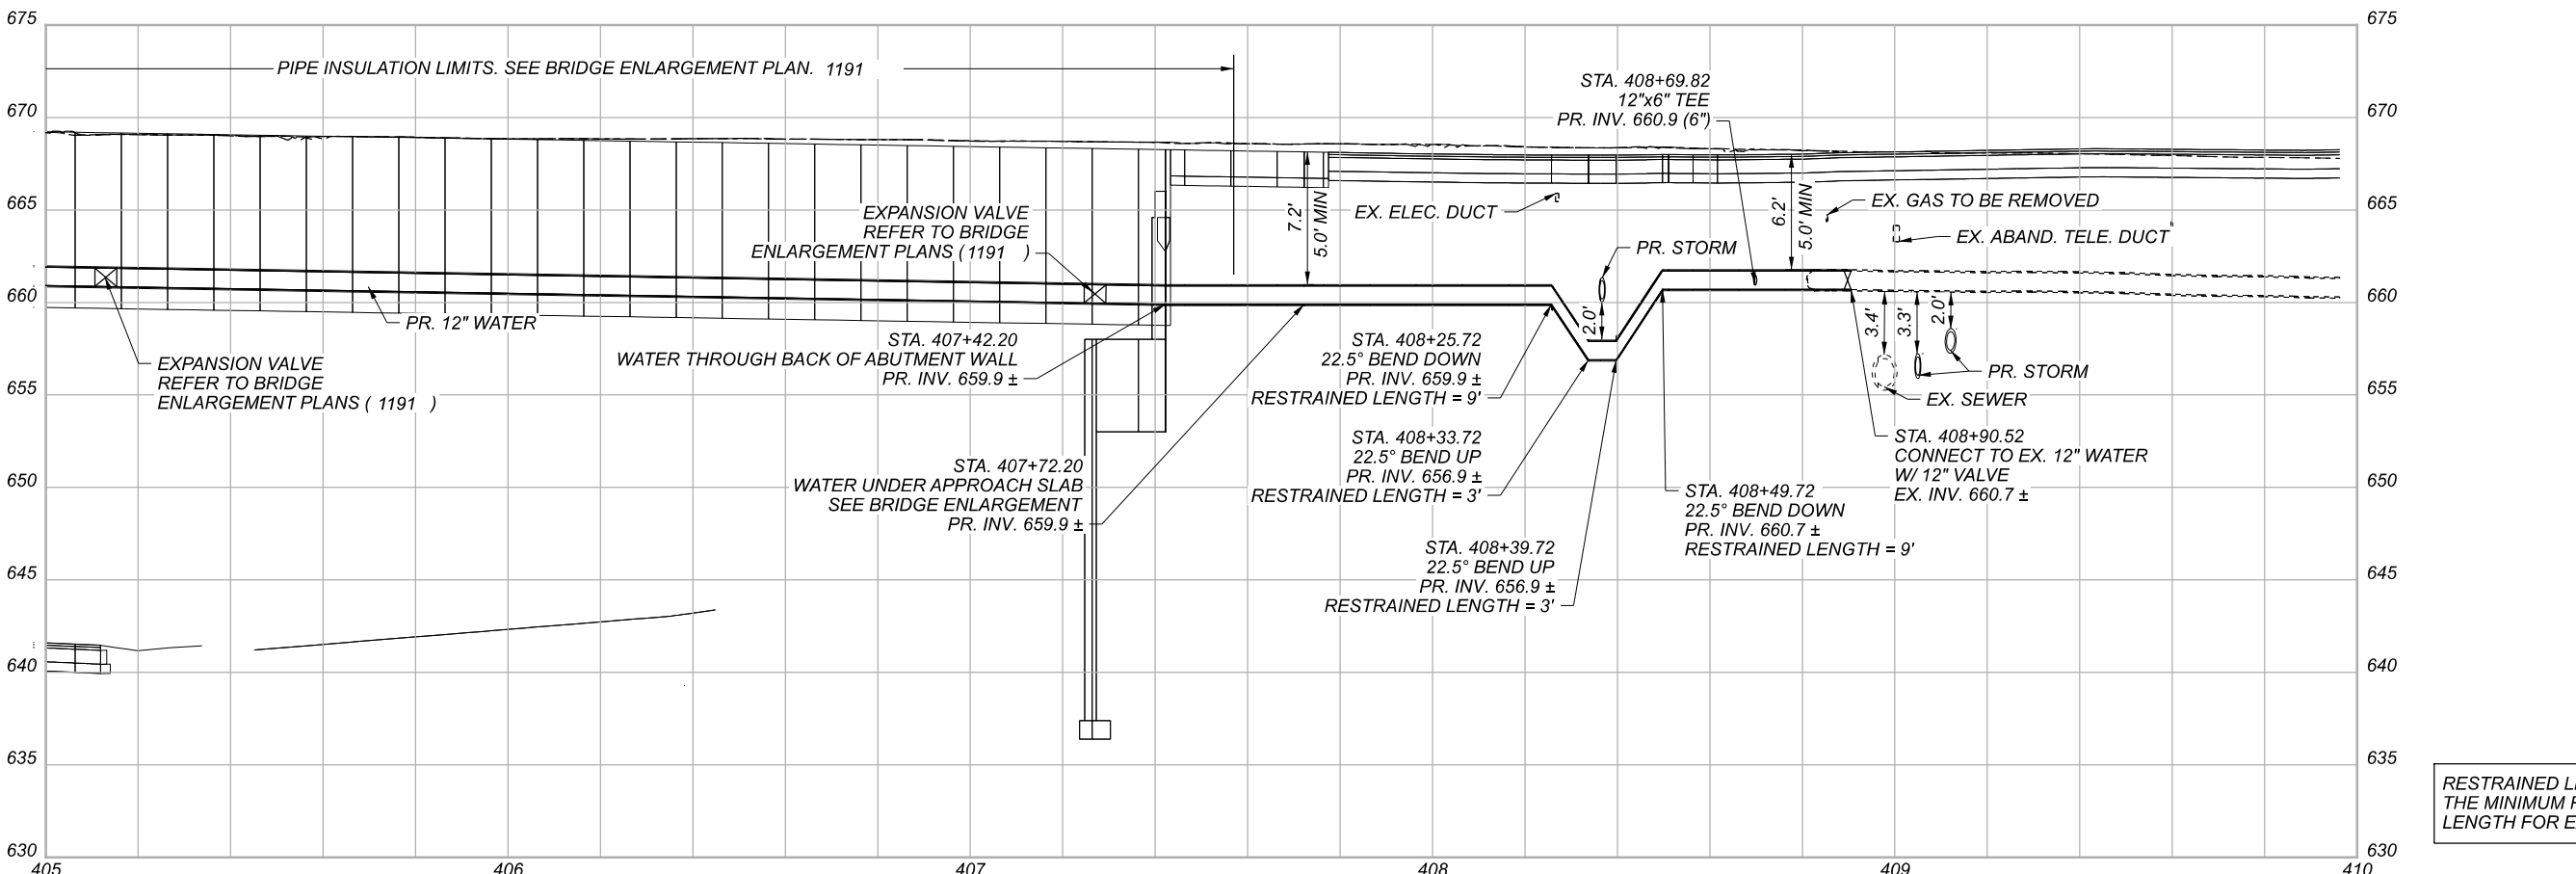 675
670
665
660
655
650
645
640
635
630
PIPE INSULATION LIMITS. SEE BRIDGE ENLARGEMENT PLAN. 1191
EXPANSION VALVE
REFER TO BRIDGE
ENLARGEMENT PLANS ( 1191 )
PR. 12" WATER
EXPANSION VALVE
REFER TO BRIDGE
ENLARGEMENT PLANS ( 1191 )
STA. 407+42.20
WATER THROUGH BACK OF ABUTMENT WALL
PR. INV. 659.9 ±
STA. 407+72.20
WATER UNDER APPROACH SLAB
SEE BRIDGE ENLARGEMENT
PR. INV. 659.9 ±
7.2'
5.0' MIN
EX. ELEC. DUCT
STA. 408+69.82
12"x6" TEE
PR. INV. 660.9 (6")
PR. STORM
2.0'
STA. 408+25.72
22.5° BEND DOWN
PR. INV. 659.9 ±
RESTRAINED LENGTH = 9'
STA. 408+33.72
22.5° BEND UP
PR. INV. 656.9 ±
RESTRAINED LENGTH = 3'
STA. 408+39.72
22.5° BEND UP
PR. INV. 656.9 ±
RESTRAINED LENGTH = 3'
STA. 408+49.72
22.5° BEND DOWN
PR. INV. 660.7 ±
RESTRAINED LENGTH = 9'
6.2'
5.0' MIN
EX. GAS TO BE REMOVED
EX. ABAND. TELE. DUCT
3.4'
3.3'
2.0'
PR. STORM
EX. SEWER
STA. 408+90.52
CONNECT TO EX. 12" WATER
W/ 12" VALVE
EX. INV. 660.7 ±
675
670
665
660
655
650
645
640
635
630
405
406
407
408
409
410
RESTRAINED
THE MINIMUM
LENGTH FOR